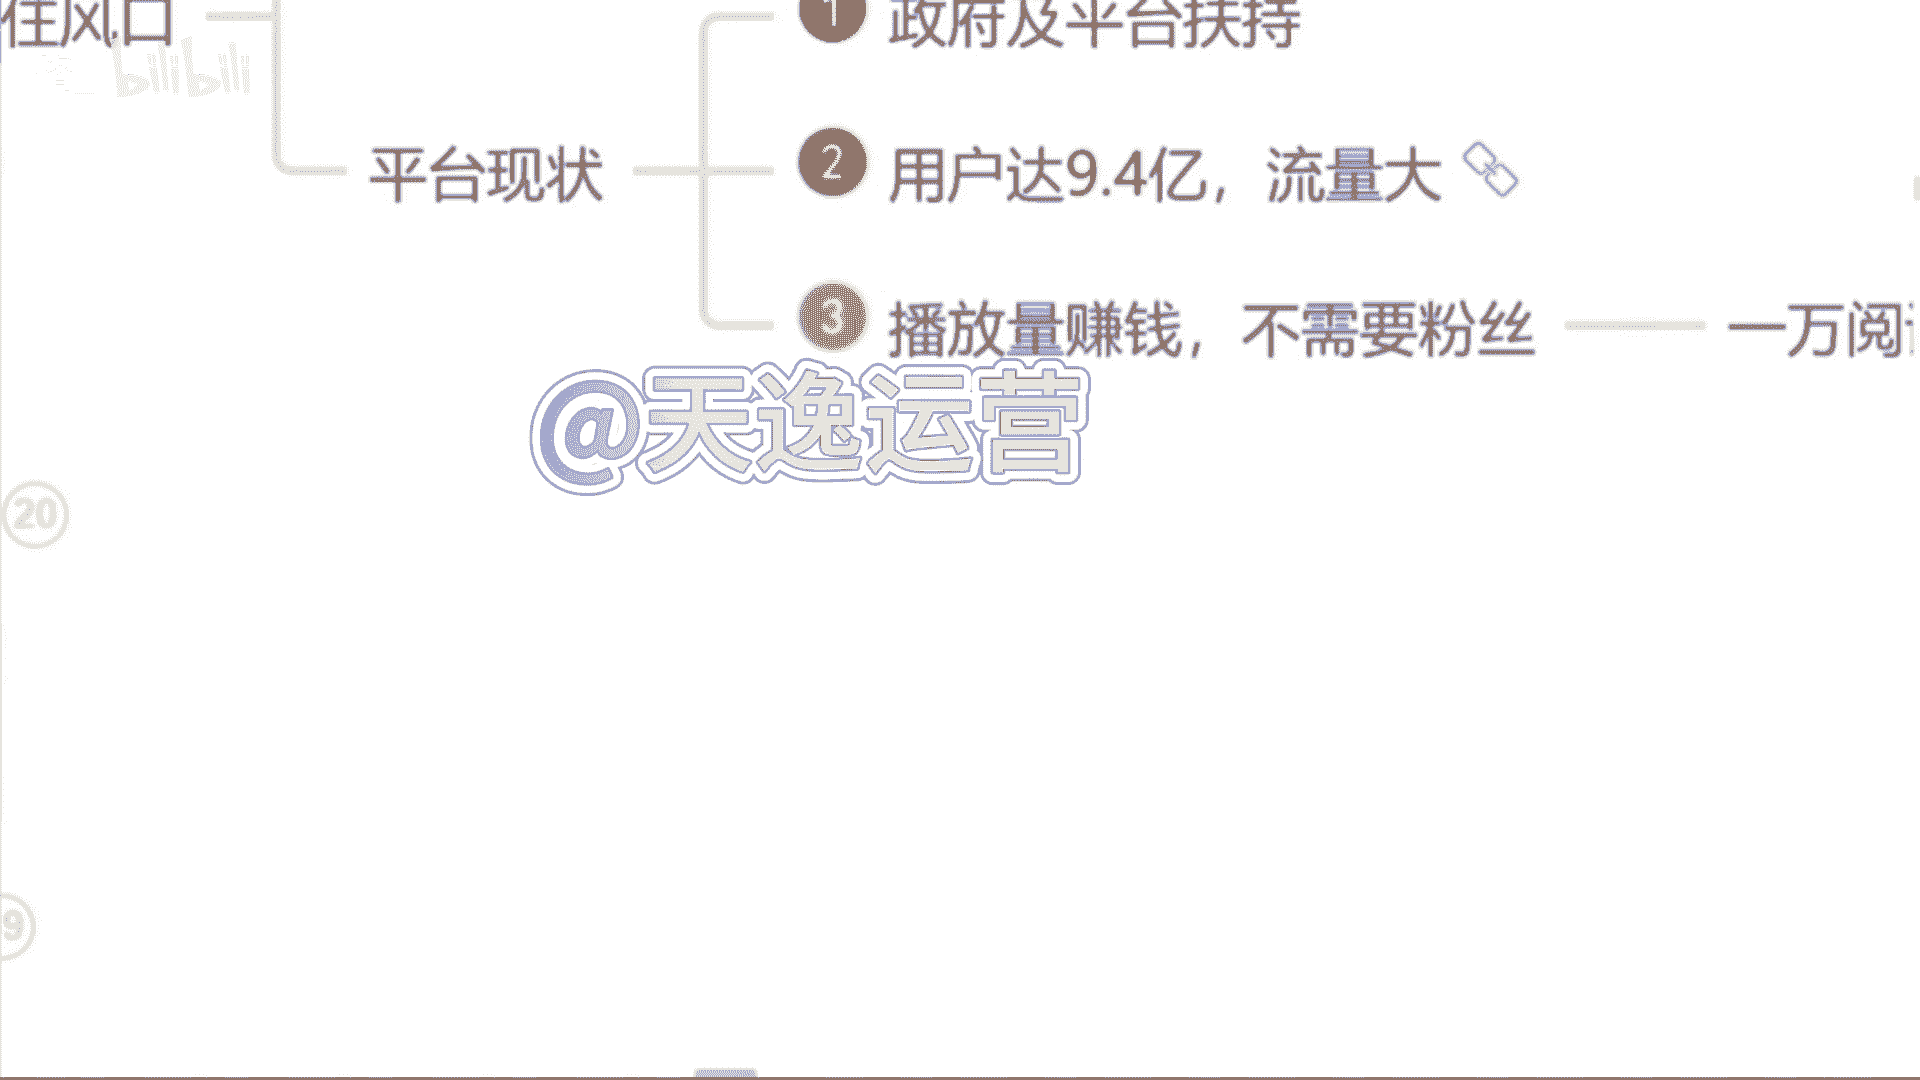 住风口
bilibili
平台现状
1 政府及平台扶持
2 用户达9.4亿，流量大
3 播放量赚钱，不需要粉丝
一万阅
@天逸运营
20
9